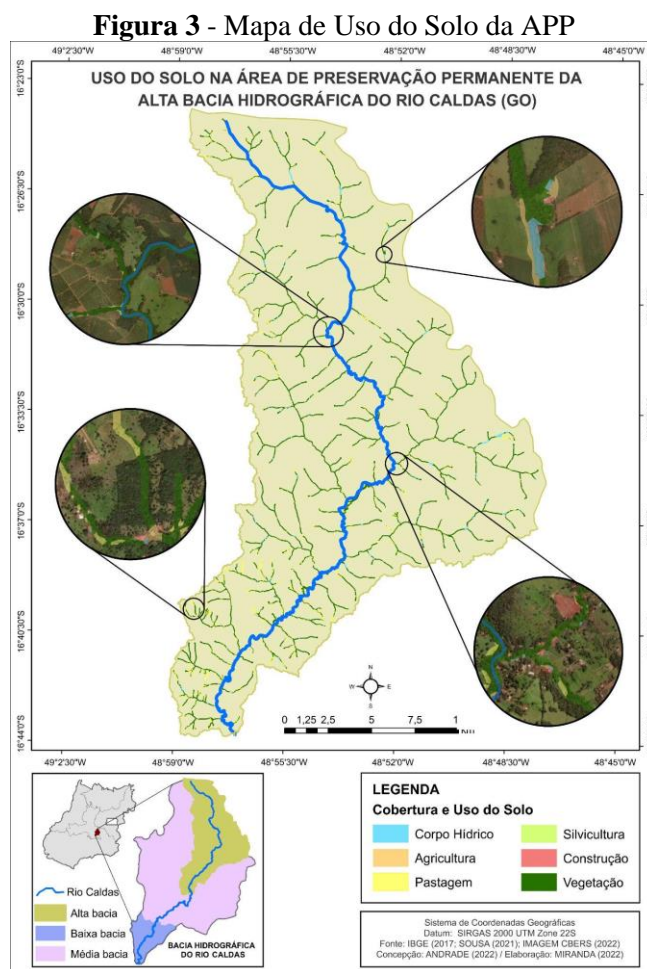 Figura 3 - Mapa de Uso do Solo da APP
49°2'30"S 48°59'0"W 48°55'30"S 48°52'0"W 48°48'30"S 48°45'0"W
USO DO SOLO NA ÁREA DE PRESERVAÇÃO PERMANENTE DA
ALTA BACIA HIDROGRÁFICA DO RIO CALDAS (GO)
16°23'0"S
16°26'30"S
16°30'0"S
16°33'30"S
16°37'0"S
16°40'30"S
16°44'0"S
N
W E
S
0 1,25 2,5 5 7,5 1
49°2'30"S 48°59'0"W 48°55'30"S 48°52'0"W 48°48'30"S 48°45'0"W
Rio Caldas
Alta bacia
Baixa bacia
Média bacia
BACIA HIDROGRÁFICA
DO RIO CALDAS
LEGENDA
Cobertura e Uso do Solo
Corpo Hídrico Silvicultura
Agricultura Construção
Pastagem Vegetação
Sistema de Coordenadas Geográficas
Datum: SIRGAS 2000 UTM Zone 22S
Fonte: IBGE (2017; SOUSA (2021); IMAGEM CBERS (2022)
Concepção: ANDRADE (2022) / Elaboração: MIRANDA (2022)